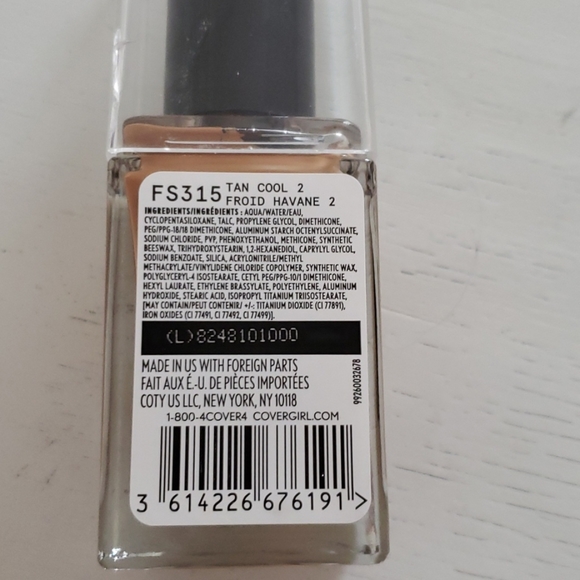 FS315 TAN COOL 2
FROID HAVANE 2
INGREDIENTS/INGRÉDIENTS : AQUA/WATER/EAU,
CYCLOPENTASILOXANE, TALC, PROPYLENE GLYCOL, DIMETHICONE,
PEG/PPG-18/18 DIMETHICONE, ALUMINUM STARCH OCTENYLSUCCINATE,
SODIUM CHLORIDE, PVP, PHENOXYETHANOL, METHICONE, SYNTHETIC
BEESWAX, TRIHYDROXYSTEARIN, 1,2-HEXANEDIOL, CAPRYLYL GLYCOL,
SODIUM BENZOATE, SILICA, ACRYLONITRILE/METHYL
METHACRYLATE/VINYLIDENE CHLORIDE COPOLYMER, SYNTHETIC WAX,
POLYGLYCERYL-4 ISOSTEARATE, CETYL PEG/PPG-10/1 DIMETHICONE,
HEXYL LAURATE, ETHYLENE BRASSYLATE, POLYETHYLENE, ALUMINUM
HYDROXIDE, STEARIC ACID, ISOPROPYL TITANIUM TRIISOSTEARATE,
[MAY CONTAIN/PEUT CONTENIR/ +/-: TITANIUM DIOXIDE (CI 77891),
IRON OXIDES (CI 77491, CI 77492, CI 77499)].
(L)8248101000
MADE IN US WITH FOREIGN PARTS
FAIT AUX É.-U. DE PIÈCES IMPORTÉES
COTY US LLC, NEW YORK, NY 10118
1-800-4COVER4 COVERGIRL.COM
99260032678
3 614226 676191 >